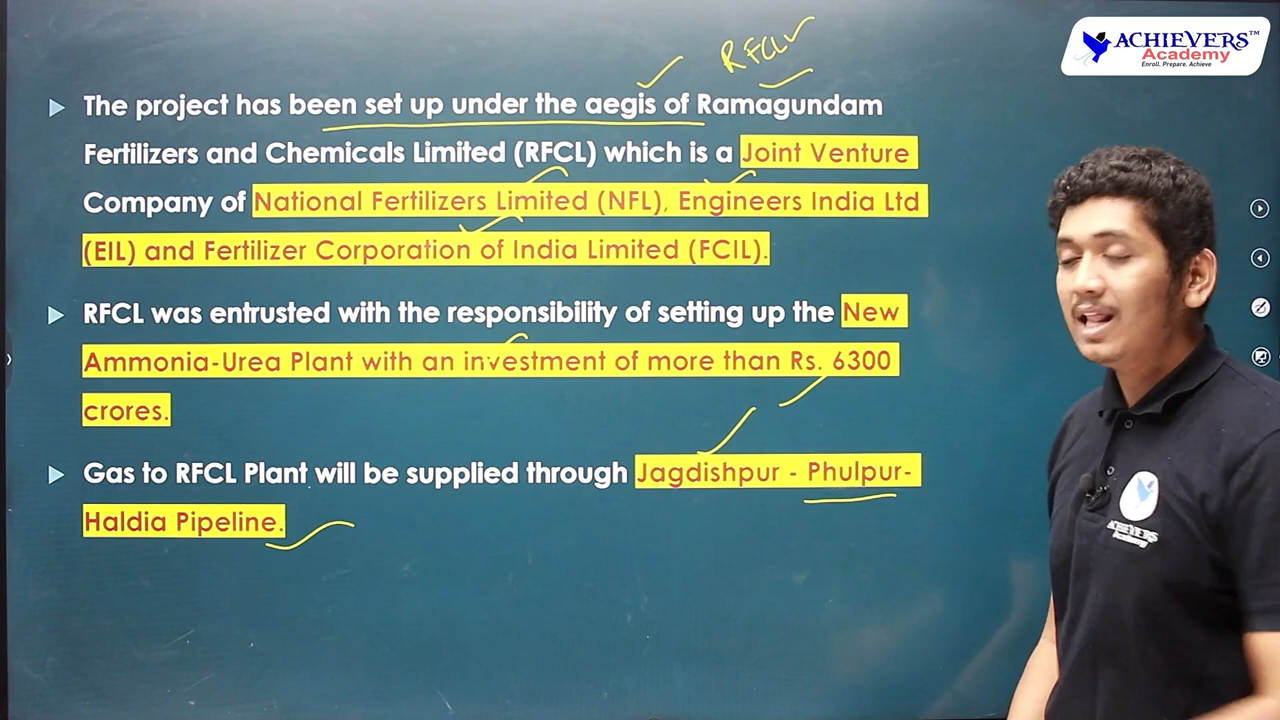 RFCL
ACHIEVERS™
Academy
Enroll. Prepare. Achieve
The project has been set up under the aegis of Ramagundam
Fertilizers and Chemicals Limited (RFCL) which is a Joint Venture
Company of National Fertilizers Limited (NFL), Engineers India Ltd
(EIL) and Fertilizer Corporation of India Limited (FCIL).
RFCL was entrusted with the responsibility of setting up the New
Ammonia-Urea Plant with an investment of more than Rs. 6300
crores.
Gas to RFCL Plant will be supplied through Jagdishpur - Phulpur-
Haldia Pipeline.
ACHIEVERS
Academy